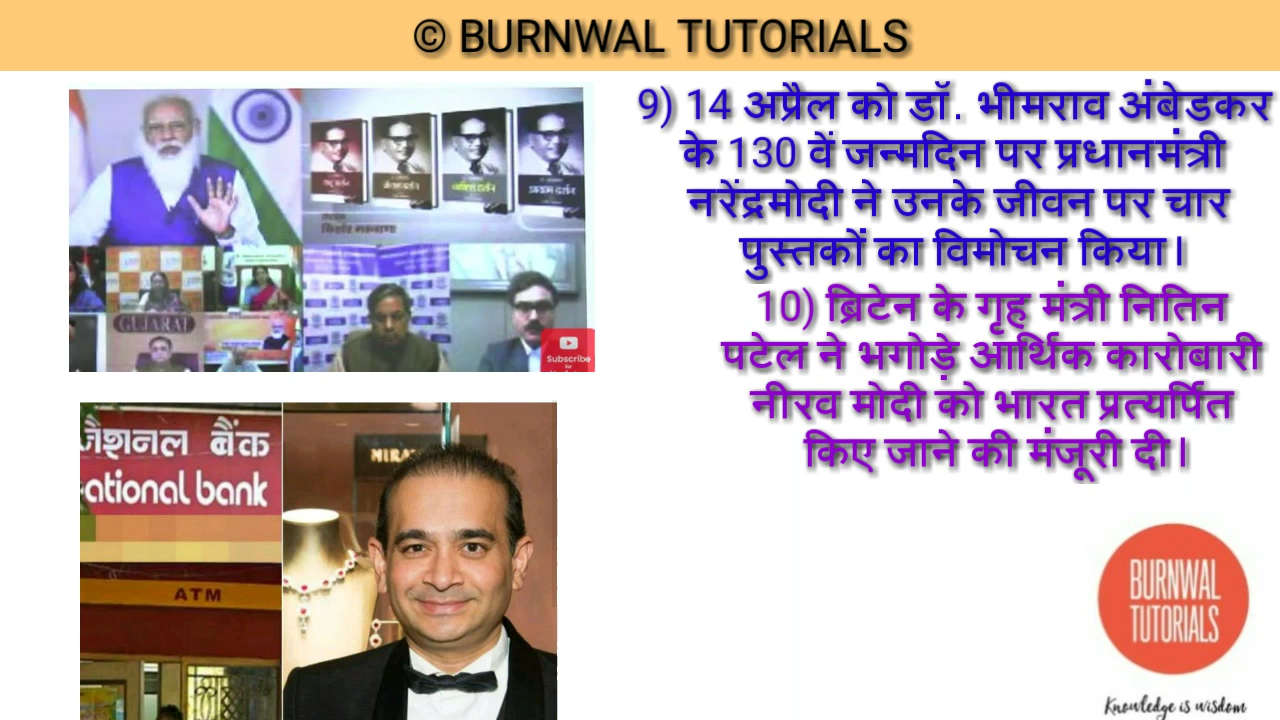 © BURNWAL TUTORIALS
9) 14 अप्रैल को डॉ. भीमराव अंबेडकर
के 130 वें जन्मदिन पर प्रधानमंत्री
नरेंद्रमोदी ने उनके जीवन पर चार
पुस्तकों का विमोचन किया।
10) ब्रिटेन के गृह मंत्री नितिन
पटेल ने भगोड़े आर्थिक कारोबारी
नीरव मोदी को भारत प्रत्यर्पित
किए जाने की मंजूरी दी।
GUJARAT
Subscribe
for
नैशनल बैंक
ational bank
ATM
NIRA
BURNWAL
TUTORIALS
Knowledge is wisdom